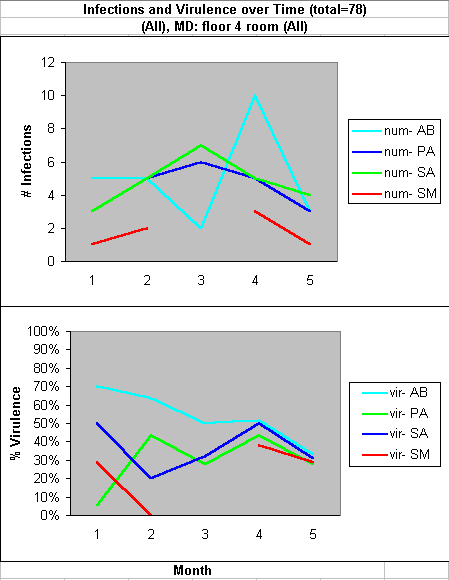 Infections and Virulence over Time (total=78)
(All), MD: floor 4 room (All)
12
10
8
6
4
2
0
# Infections
1 2 3 4 5
num- AB
num- PA
num- SA
num- SM
100%
90%
80%
70%
60%
50%
40%
30%
20%
10%
0%
% Virulence
1 2 3 4 5
vir- AB
vir- PA
vir- SA
vir- SM
Month